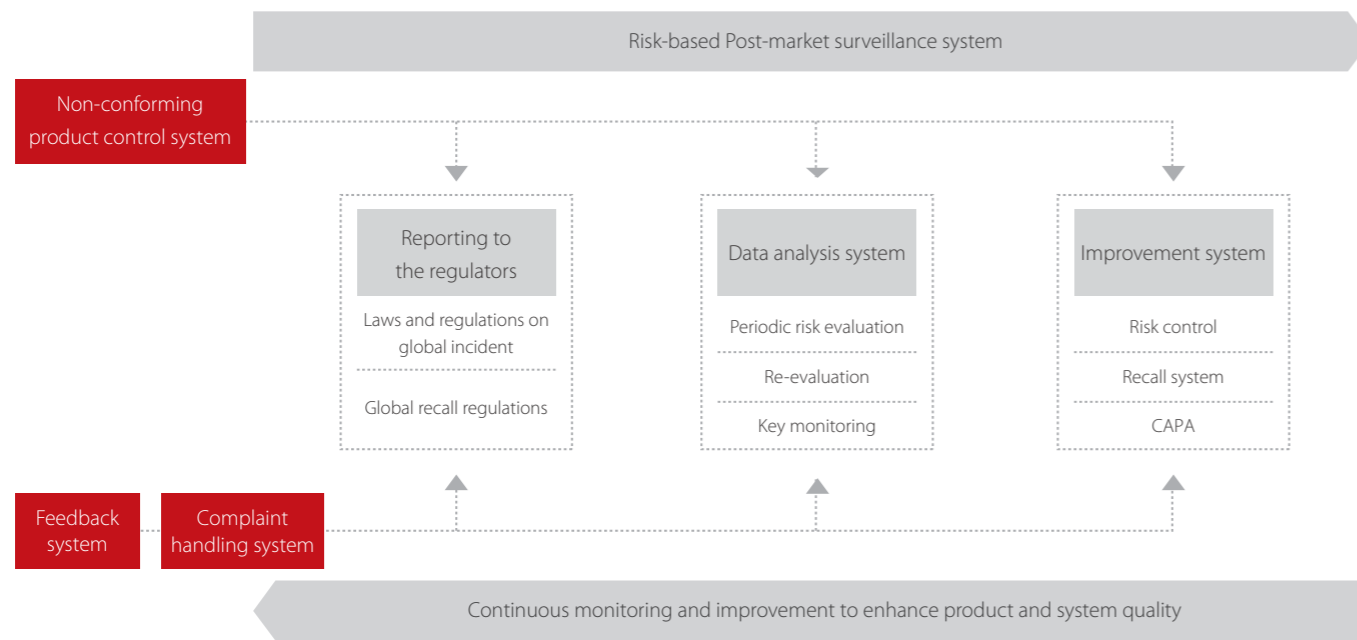 Risk-based Post-market surveillance system
Non-conforming
product control system
Reporting to
the regulators
Laws and regulations on
global incident
Global recall regulations
Data analysis system
Periodic risk evaluation
Re-evaluation
Key monitoring
Improvement system
Risk control
Recall system
CAPA
Feedback
system
Complaint
handling system
Continuous monitoring and improvement to enhance product and system quality